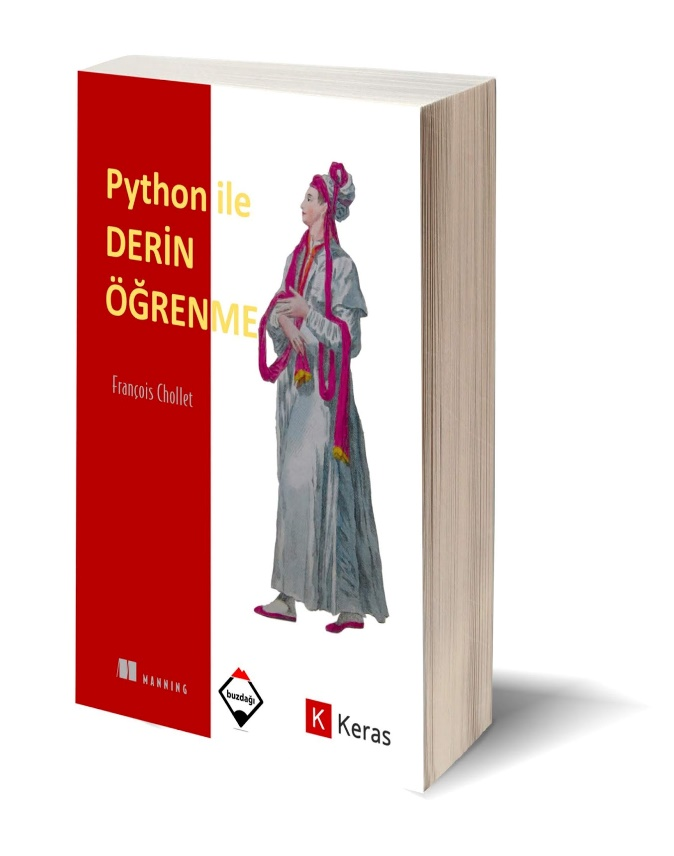 Python ile
DERİN
ÖĞRENME
François Chollet
MANNING
buzdağı
K Keras